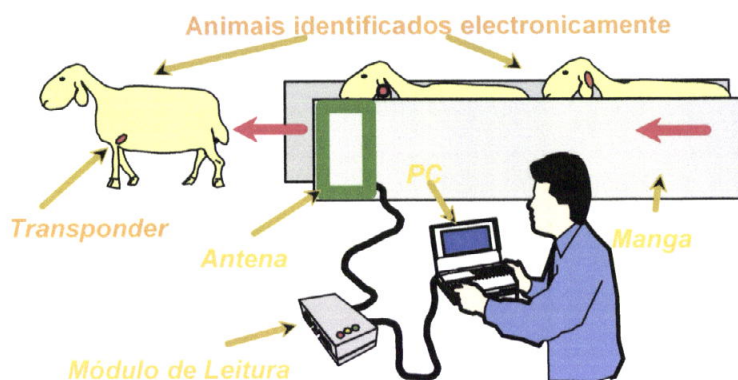 Animais identificados electronicamente
PC
Transponder
Manga
Antena
Módulo de Leitura